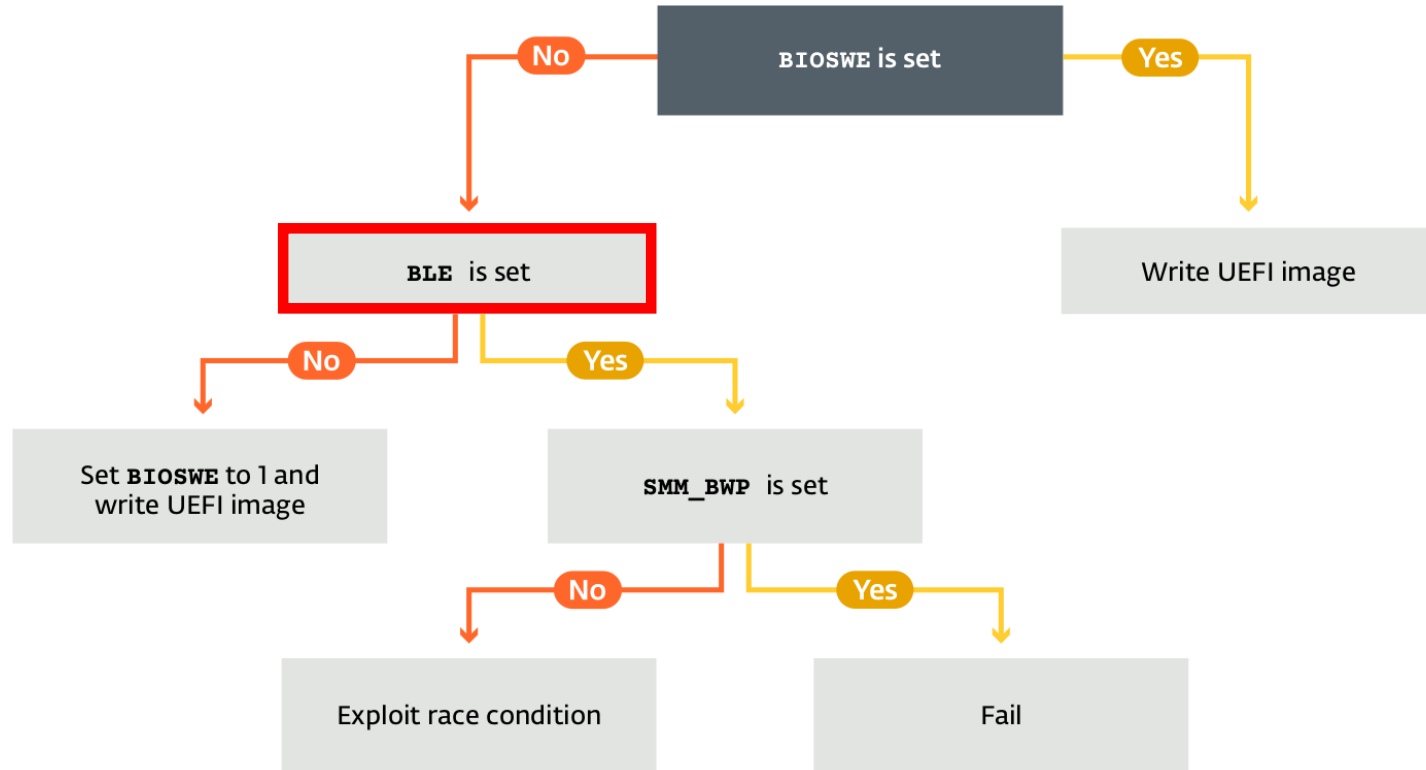 No
BIOSWE is set
Yes
BLE is set
Write UEFI image
No
Yes
Set BIOSWE to 1 and
write UEFI image
SMM_BWP is set
No
Yes
Exploit race condition
Fail